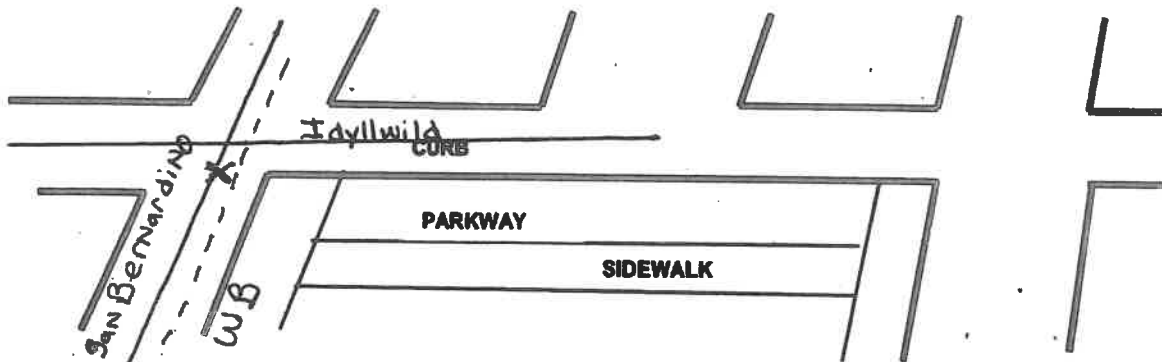 Idyllwild
CURB
San Bernardino
X
PARKWAY
SIDEWALK
WB